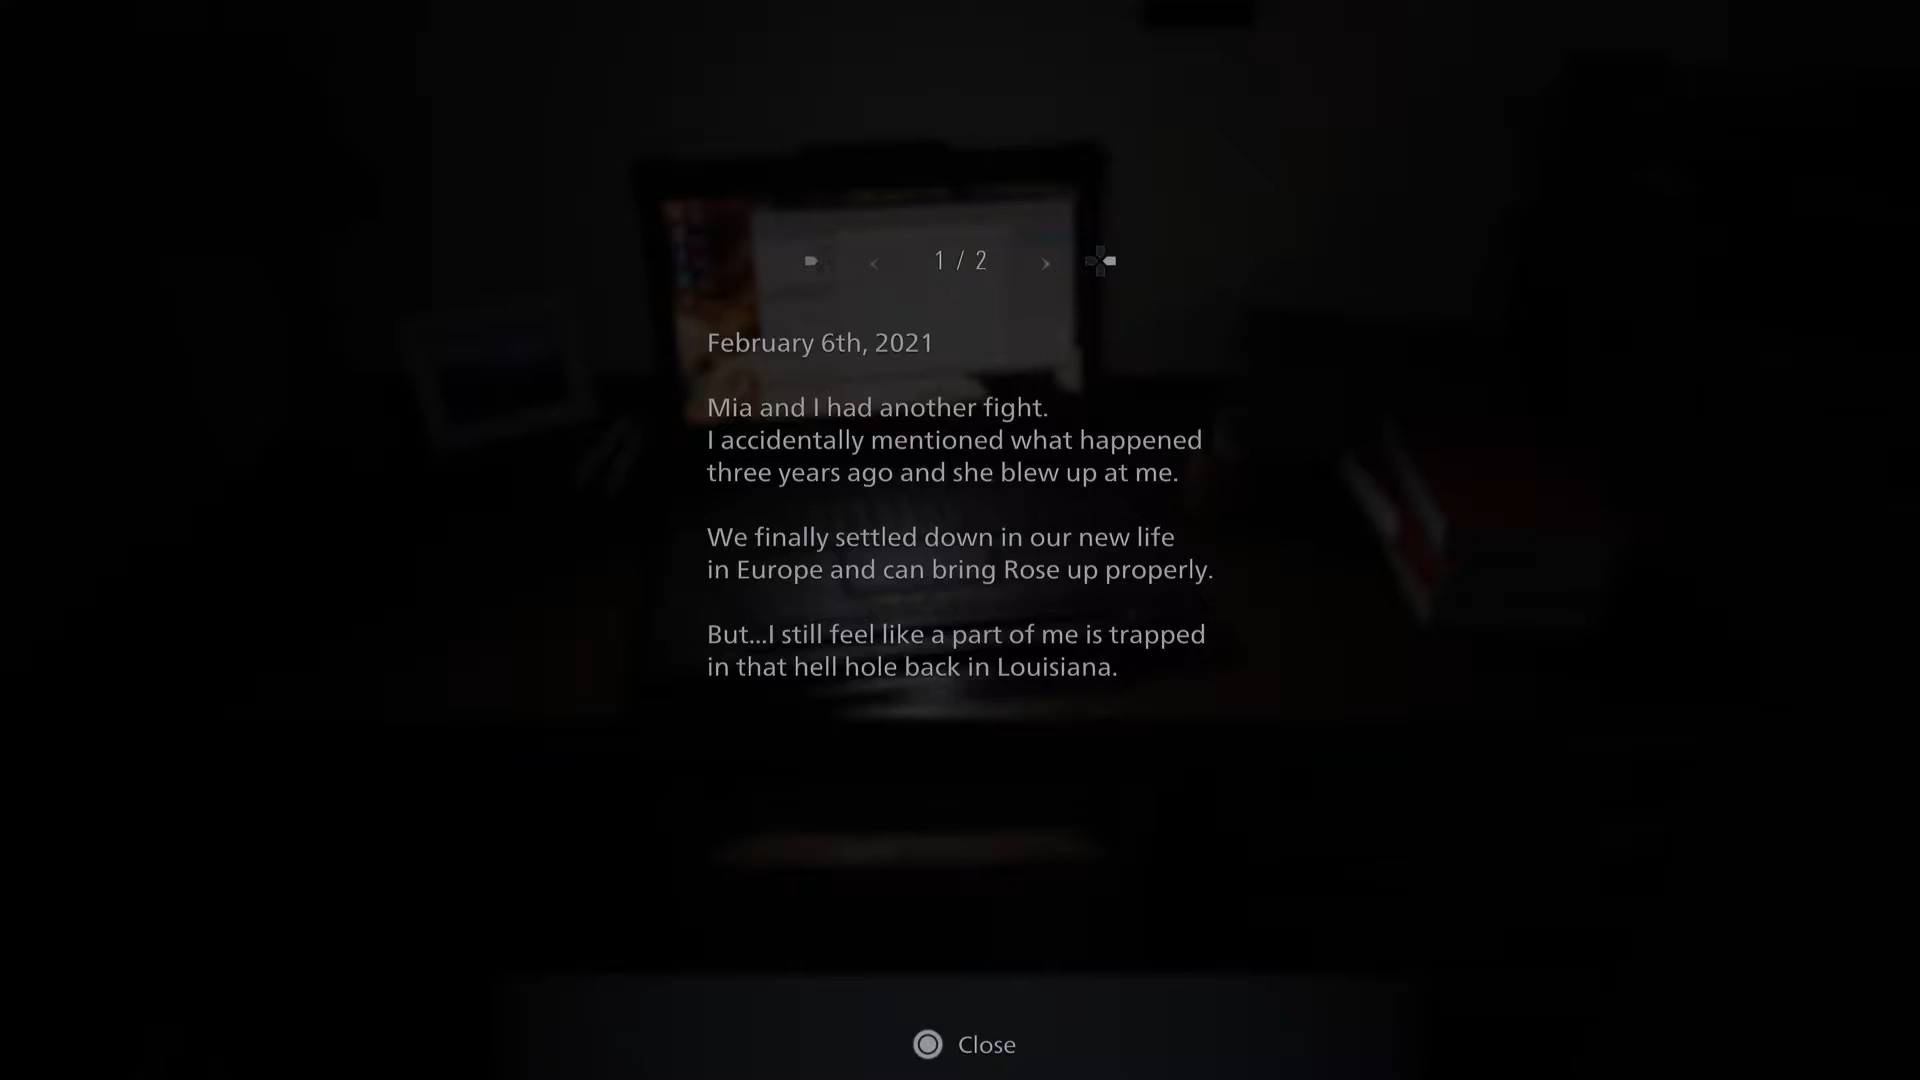 1 / 2
February 6th, 2021
Mia and I had another fight.
I accidentally mentioned what happened
three years ago and she blew up at me.
We finally settled down in our new life
in Europe and can bring Rose up properly.
But...I still feel like a part of me is trapped
in that hell hole back in Louisiana.
Close